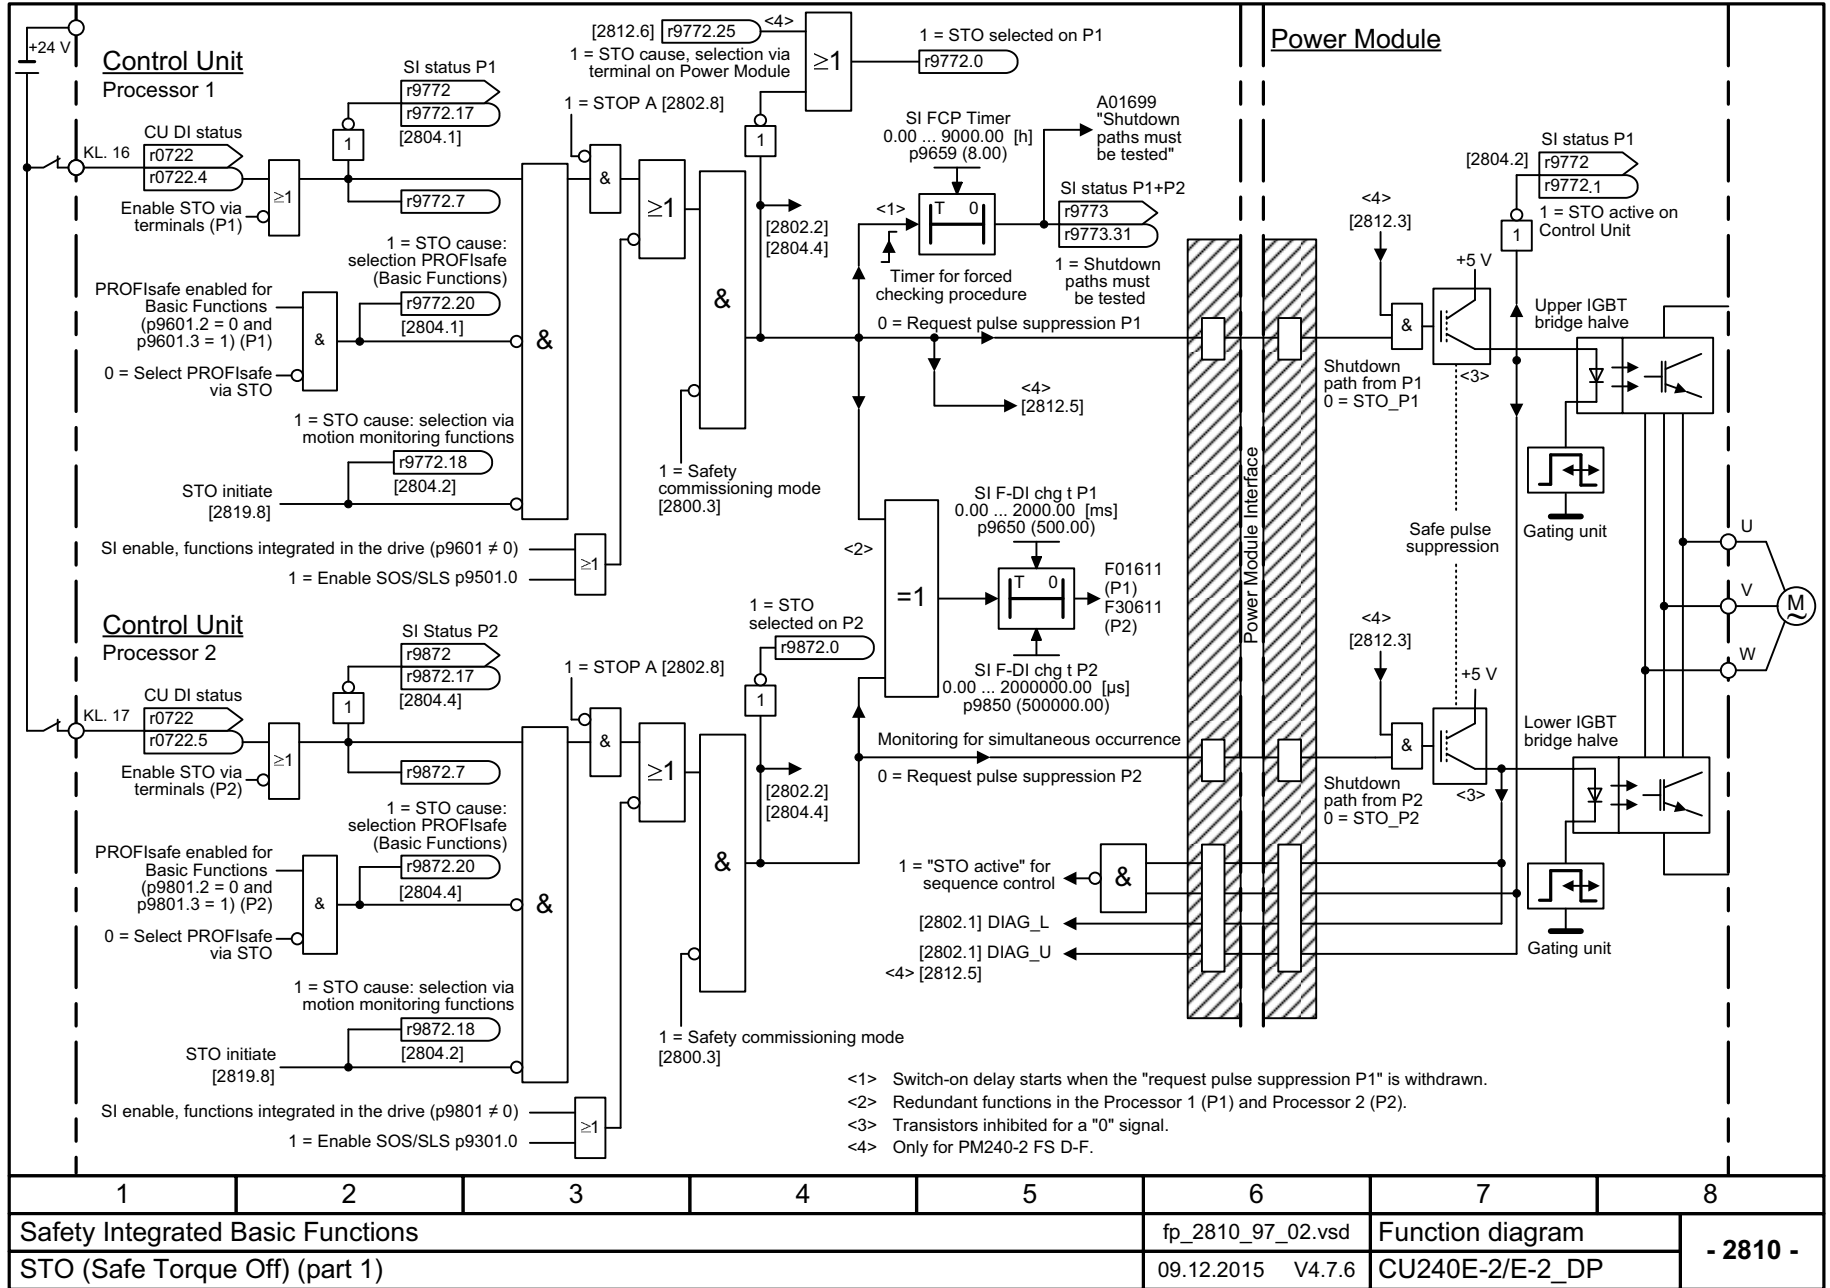 +24 V
Control Unit
Processor 1
KL. 16
CU DI status
r0722
r0722.4
Enable STO via
terminals (P1)
≥1
SI status P1
r9772
r9772.17
[2804.1]
1
r9772.7
1 = STO cause:
selection PROFIsafe
(Basic Functions)
r9772.20
[2804.1]
PROFIsafe enabled for
Basic Functions
(p9601.2 = 0 and
p9601.3 = 1) (P1)
&
0 = Select PROFIsafe
via STO
1 = STO cause: selection via
motion monitoring functions
r9772.18
[2804.2]
STO initiate
[2819.8]
SI enable, functions integrated in the drive (p9601 ≠ 0)
1 = Enable SOS/SLS p9501.0
≥1
&
1 = STOP A [2802.8]
&
≥1
&
1 = Safety
commissioning mode
[2800.3]
[2812.6]
r9772.25
<4>
1 = STO cause, selection via
terminal on Power Module
≥1
1 = STO selected on P1
r9772.0
1
[2802.2]
[2804.4]
SI FCP Timer
0.00 ... 9000.00 [h]
p9659 (8.00)
T 0
<1>
Timer for forced
checking procedure
A01699
"Shutdown
paths must
be tested"
SI status P1+P2
r9773
r9773.31
1 = Shutdown
paths must
be tested
0 = Request pulse suppression P1
<4>
[2812.5]
<2>
=1
SI F-DI chg t P1
0.00 ... 2000.00 [ms]
p9650 (500.00)
T 0
F01611
(P1)
F30611
(P2)
SI F-DI chg t P2
0.00 ... 2000000.00 [µs]
p9850 (500000.00)
Control Unit
Processor 2
KL. 17
CU DI status
r0722
r0722.5
Enable STO via
terminals (P2)
≥1
SI Status P2
r9872
r9872.17
[2804.4]
1
r9872.7
1 = STO cause:
selection PROFIsafe
(Basic Functions)
r9872.20
[2804.4]
PROFIsafe enabled for
Basic Functions
(p9801.2 = 0 and
p9801.3 = 1) (P2)
&
0 = Select PROFIsafe
via STO
1 = STO cause: selection via
motion monitoring functions
r9872.18
[2804.2]
STO initiate
[2819.8]
SI enable, functions integrated in the drive (p9801 ≠ 0)
1 = Enable SOS/SLS p9301.0
≥1
&
1 = STOP A [2802.8]
&
≥1
&
1 = Safety commissioning mode
[2800.3]
1 = STO
selected on P2
r9872.0
1
[2802.2]
[2804.4]
Monitoring for simultaneous occurrence
0 = Request pulse suppression P2
1 = "STO active" for
sequence control
&
[2802.1] DIAG_L
[2802.1] DIAG_U
<4> [2812.5]
Power Module Interface
Power Module
[2804.2]
SI status P1
r9772
r9772.1
1 = STO active on
Control Unit
1
<4>
[2812.3]
&
+5 V
<3>
Shutdown
path from P1
0 = STO_P1
Upper IGBT
bridge halve
Gating unit
Safe pulse
suppression
<4>
[2812.3]
&
+5 V
<3>
Shutdown
path from P2
0 = STO_P2
Lower IGBT
bridge halve
Gating unit
U
V
W
M
~
<1> Switch-on delay starts when the "request pulse suppression P1" is withdrawn.
<2> Redundant functions in the Processor 1 (P1) and Processor 2 (P2).
<3> Transistors inhibited for a "0" signal.
<4> Only for PM240-2 FS D-F.
1 2 3 4 5 6 7 8
Safety Integrated Basic Functions
fp_2810_97_02.vsd
Function diagram
- 2810 -
STO (Safe Torque Off) (part 1)
09.12.2015 V4.7.6
CU240E-2/E-2_DP